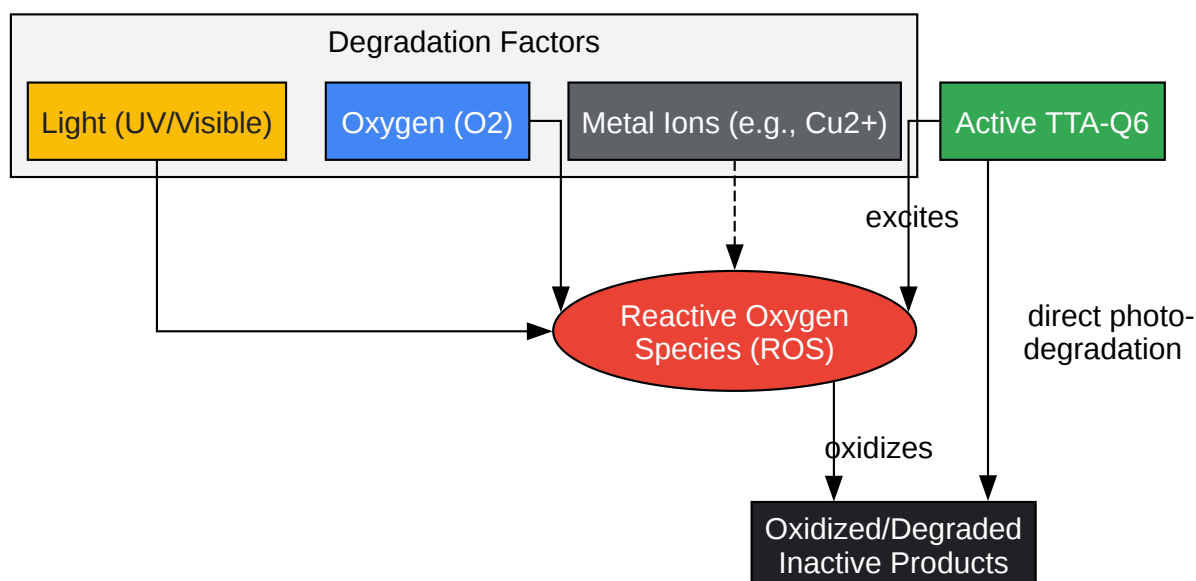 Degradation Factors
Light (UV/Visible)
Oxygen (O2)
Metal Ions (e.g., Cu2+)
Active TTA-Q6
excites
Reactive Oxygen
Species (ROS)
direct photo-
degradation
oxidizes
Oxidized/Degraded
Inactive Products